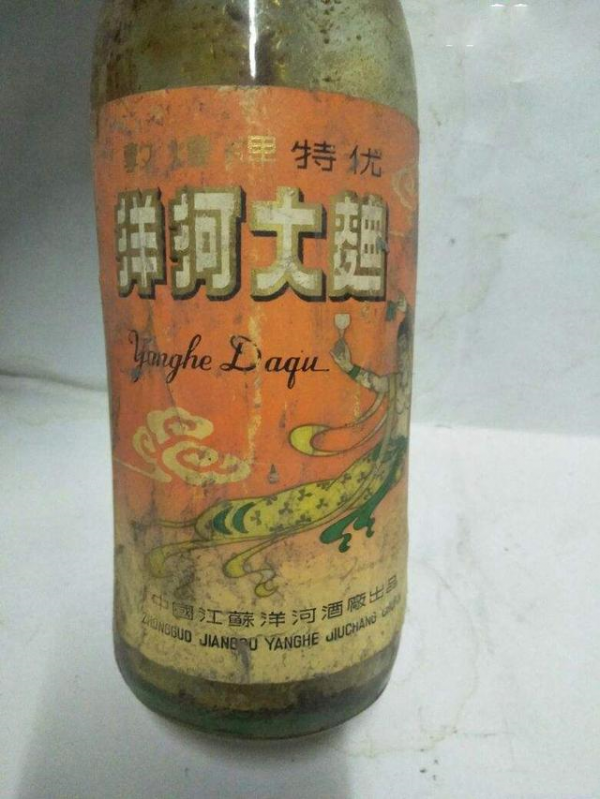 敦煌牌 特优
洋河大麯
Yanghe Daqu
中國江蘇洋河酒廠出品
ZHONGGUO JIANGSU YANGHE JIUCHANG CHUPIN